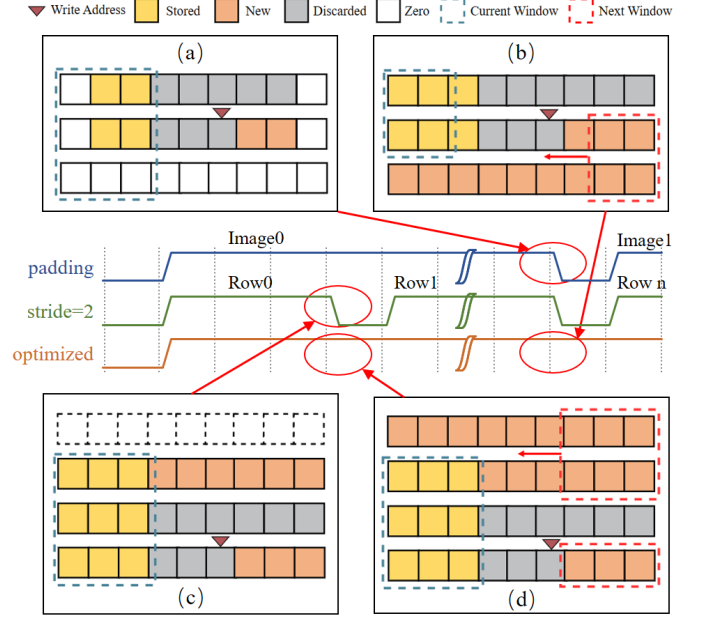 Write Address Stored New Discarded Zero Current Window Next Window
(a) (b)
Image0 Image1
padding
Row0 Row1 Row n
stride=2
optimized
(c) (d)